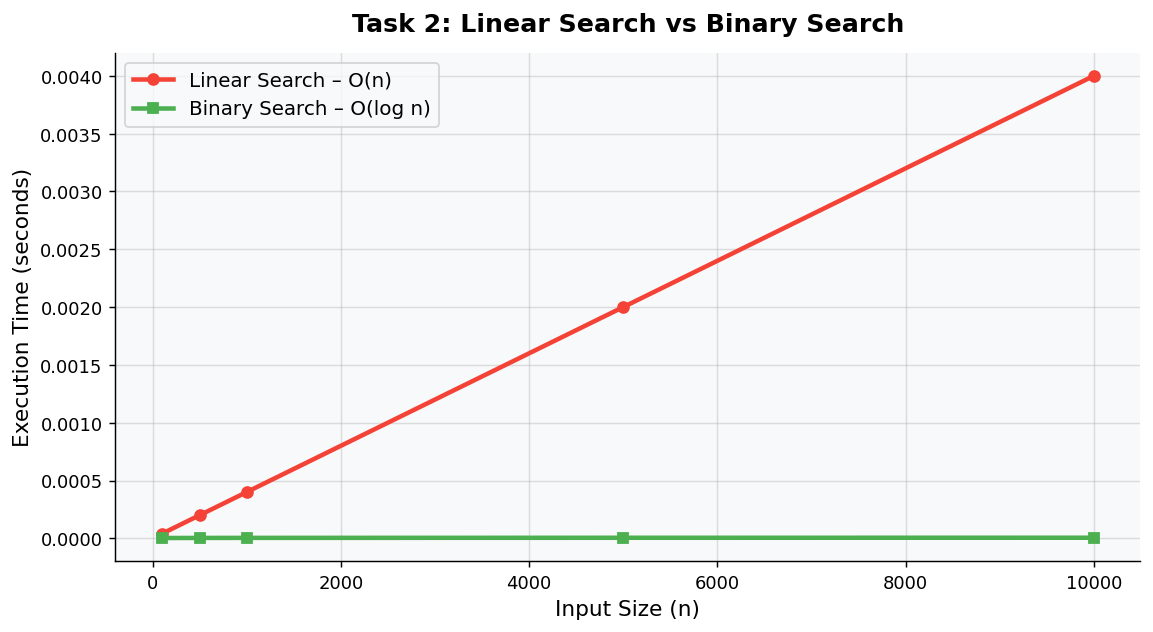 Task 2: Linear Search vs Binary Search
Linear Search – O(n)
Binary Search – O(log n)
Execution Time (seconds)
0.0040
0.0035
0.0030
0.0025
0.0020
0.0015
0.0010
0.0005
0.0000
0 2000 4000 6000 8000 10000
Input Size (n)